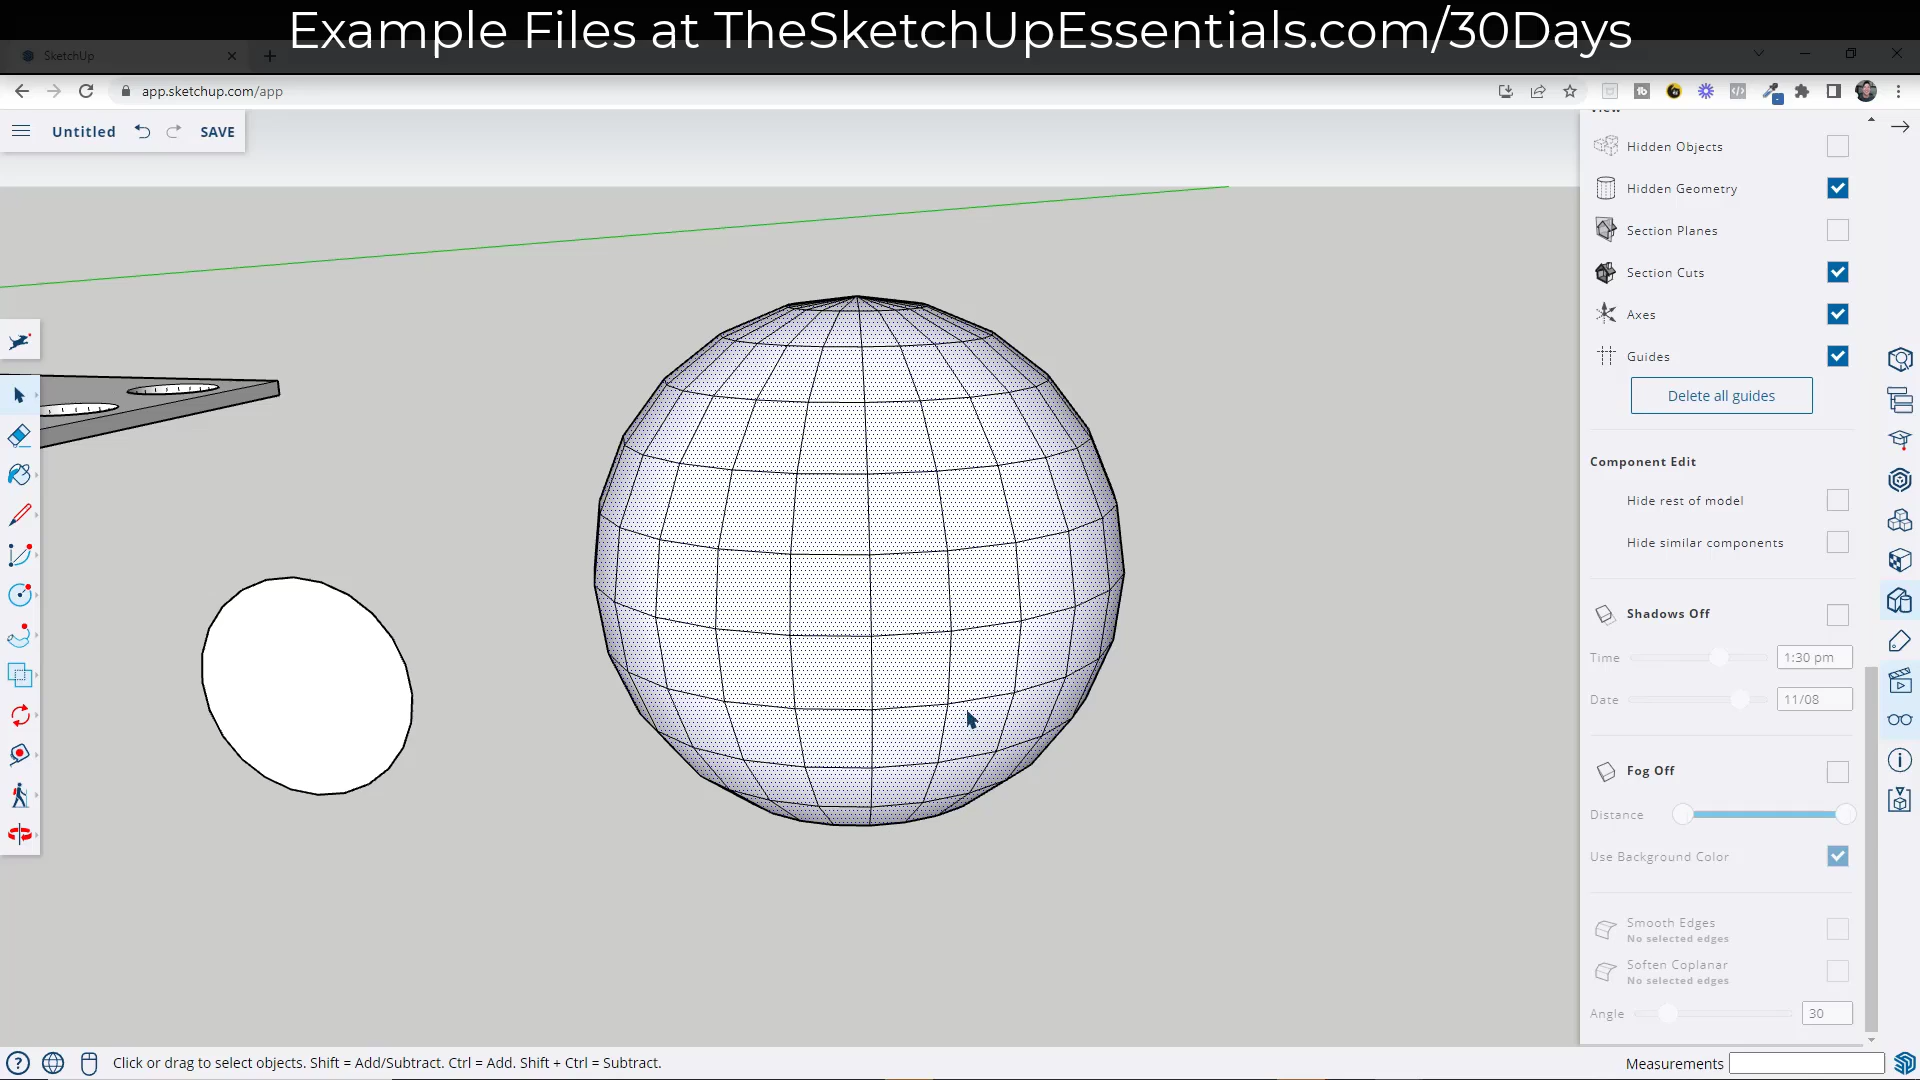 Example Files at TheSketchUpEssentials.com/30Days
SketchUp
app.sketchup.com/app
Untitled
SAVE
Hidden Objects
Hidden Geometry
Section Planes
Section Cuts
Axes
Guides
Delete all guides
Component Edit
Hide rest of model
Hide similar components
Shadows Off
Time
1:30 pm
Date
11/08
Fog Off
Distance
Use Background Color
Smooth Edges
No selected edges
Soften Coplanar
No selected edges
Angle
30
Click or drag to select objects. Shift = Add/Subtract. Ctrl = Add. Shift + Ctrl = Subtract.
Measurements